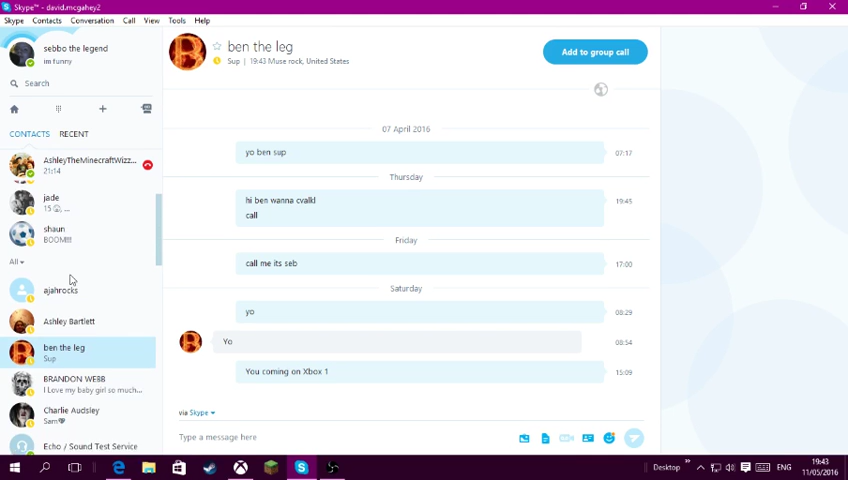 Skype™ - david.mcgahey2
Skype Contacts Conversation Call View Tools Help
sebbo the legend
im funny
Search
CONTACTS RECENT
AshleyTheMinecraftWizz...
21:14
jade
15 , ...
shaun
BOOM!!!
All
ajahrocks
Ashley Bartlett
ben the leg
Sup
BRANDON WEBB
I Love my baby girl so much...
Charlie Audsley
Sam
Echo / Sound Test Service
ben the leg
Sup | 19:43 Muse rock, United States
Add to group call
07 April 2016
yo ben sup 07:17
Thursday
hi ben wanna cvalkl 19:45
call
Friday
call me its seb 17:00
Saturday
yo 08:29
Yo 08:54
You coming on Xbox 1 15:09
via Skype
Type a message here
Desktop ENG 19:43
11/05/2016